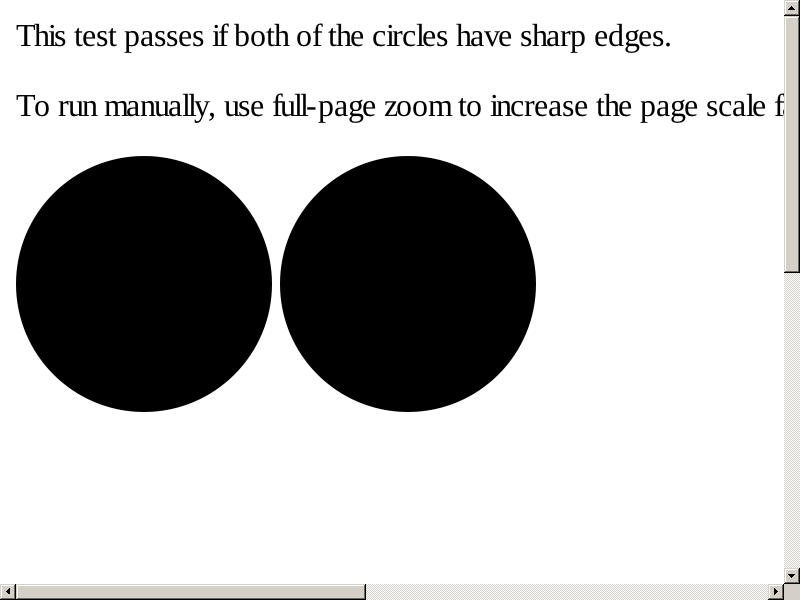 This test passes if both of the circles have sharp edges.
To run manually, use full-page zoom to increase the page scale